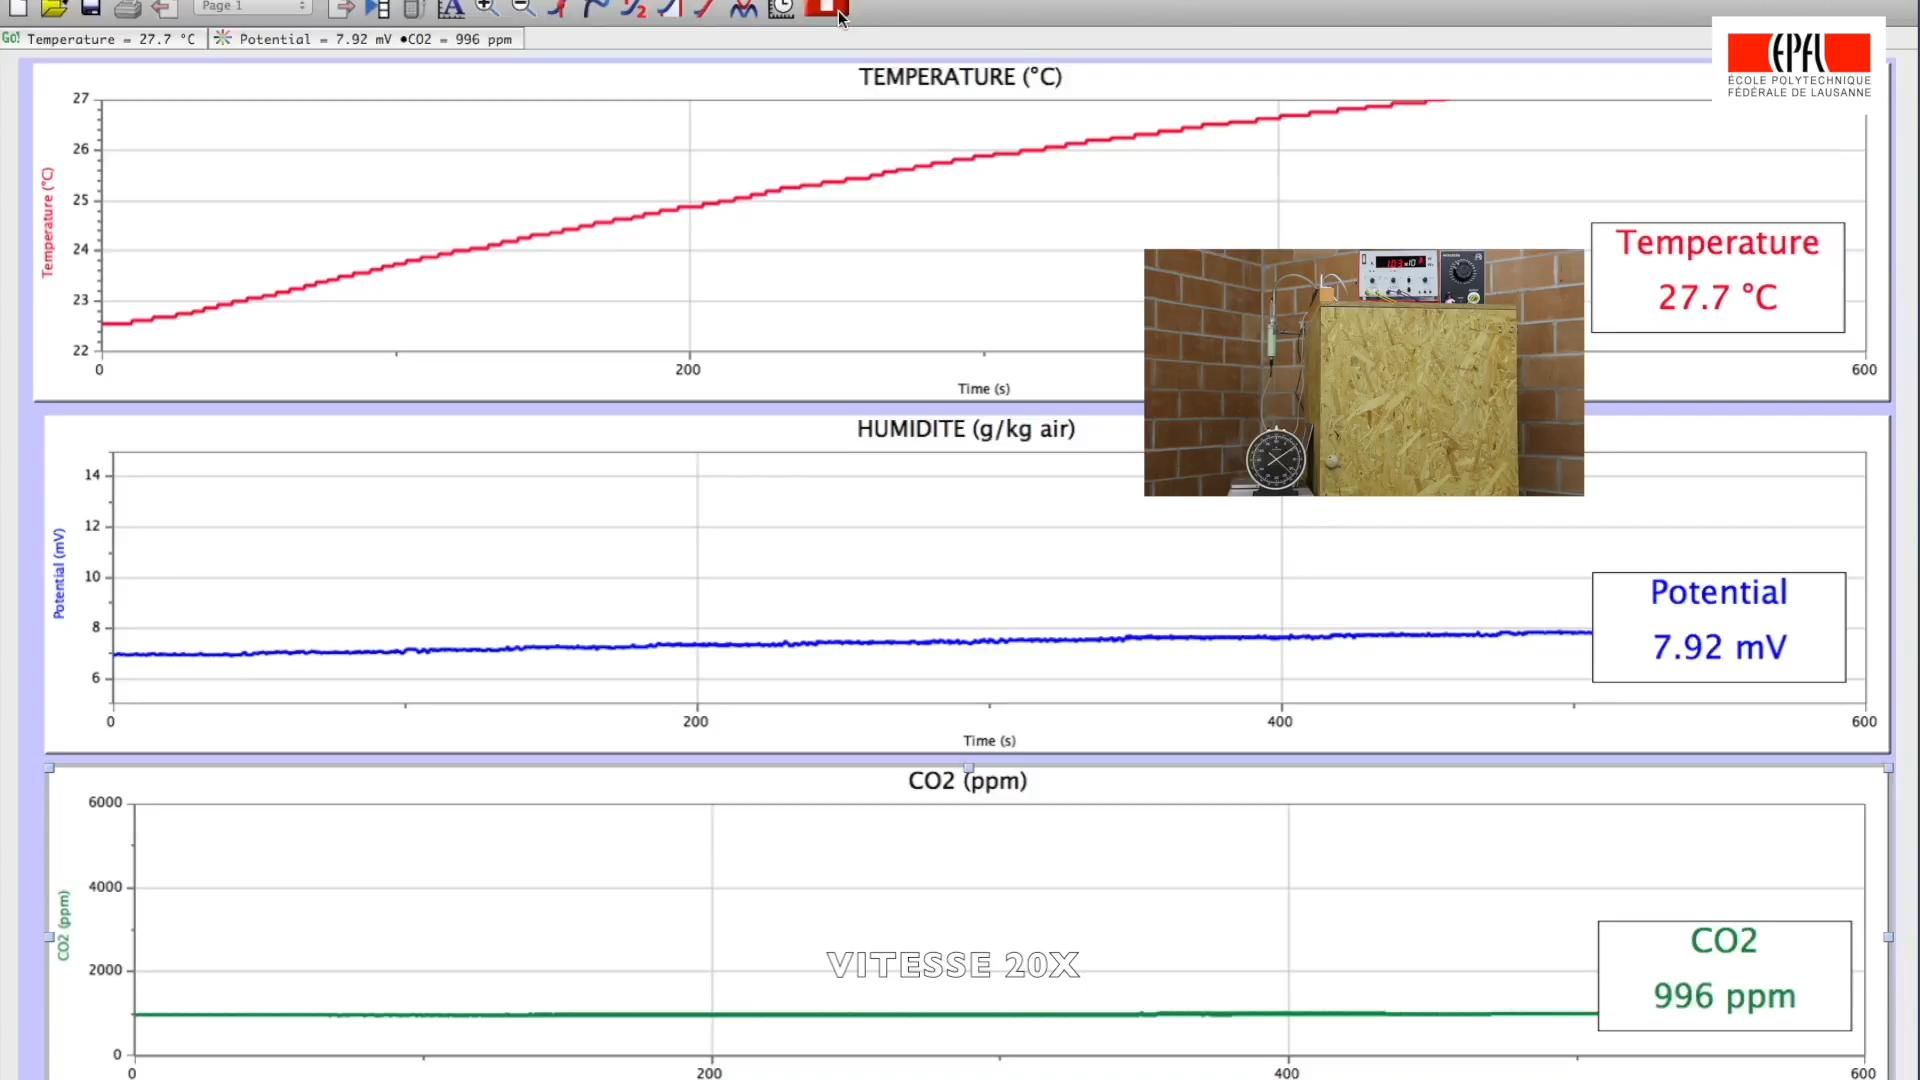 Page 1
Go! Temperature = 27.7 °C
Potential = 7.92 mV ●CO2 = 996 ppm
EPFL
ÉCOLE POLYTECHNIQUE
FÉDÉRALE DE LAUSANNE
TEMPERATURE (°C)
27
26
25
24
23
22
Temperature (°C)
0
200
600
Time (s)
Temperature
27.7 °C
HUMIDITE (g/kg air)
14
12
10
8
6
Potential (mV)
0
200
400
600
Time (s)
Potential
7.92 mV
CO2 (ppm)
6000
4000
2000
0
CO2 (ppm)
VITESSE 20X
CO2
996 ppm
0
200
400
600